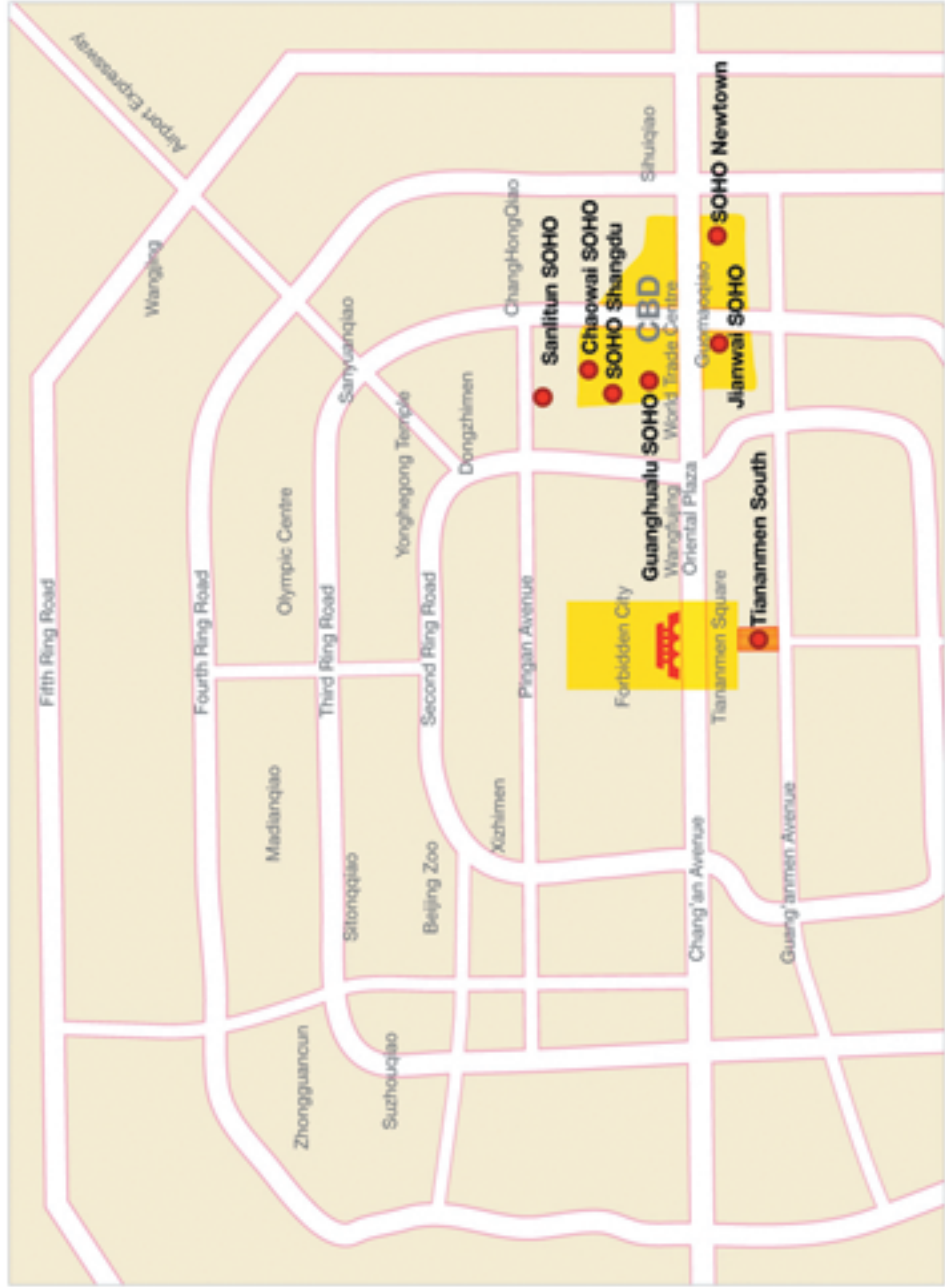 Airport Expressway
Fifth Ring Road
Wangjing
Fourth Ring Road
Olympic Centre
Madianqiao
Sanyuanqiao
Third Ring Road
Sitonqqiao
Zhongguancun
Yonghegong Temple
Second Ring Road
Beijing Zoo
Suzhouqiao
Dongzhimen
Xizhimen
ChangHongQiao
Pingan Avenue
Sanlitun SOHO
Chaowai SOHO
SOHO Shangdu
Forbidden City
Sihuiqiao
CBD
Guanghualu SOHO
World Trade Centre
Wangfujing
Oriental Plaza
Chang'an Avenue
Guomaoqiao
SOHO Newtown
Tiananmen Square
Jianwai SOHO
Tiananmen South
Guang'anmen Avenue